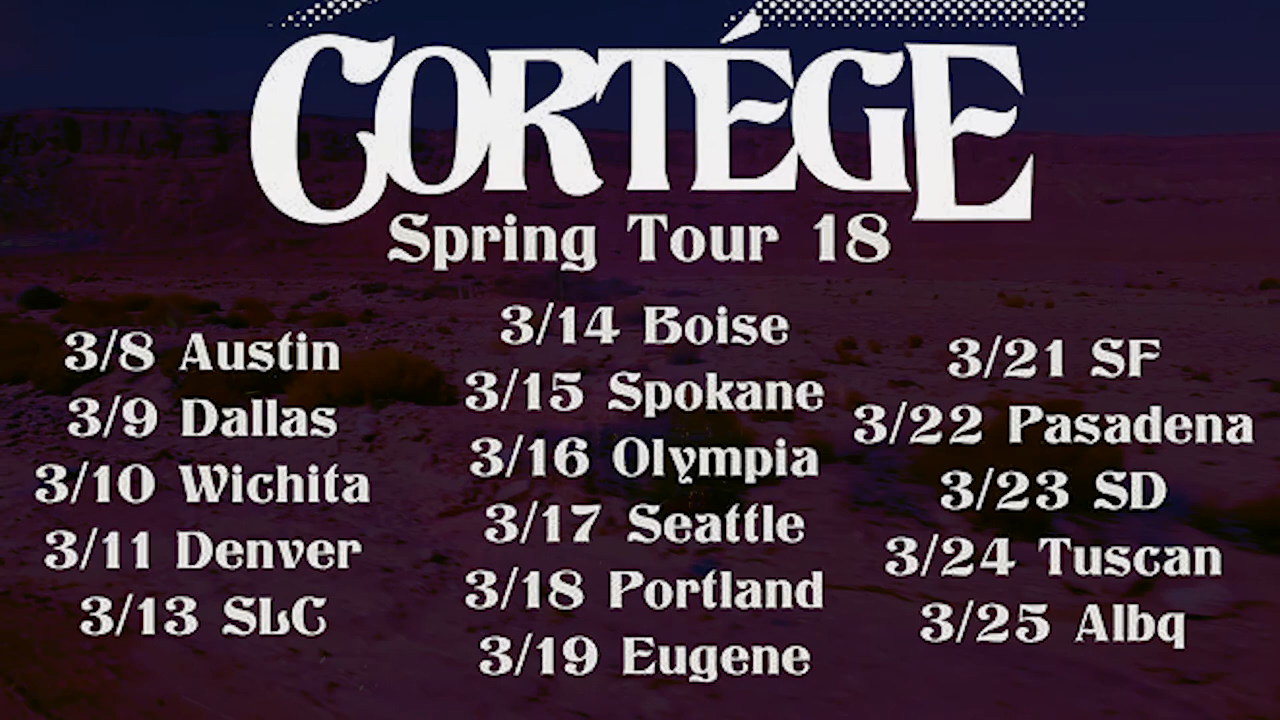 CORTÉGE
Spring Tour 18
3/8 Austin
3/9 Dallas
3/10 Wichita
3/11 Denver
3/13 SLC
3/14 Boise
3/15 Spokane
3/16 Olympia
3/17 Seattle
3/18 Portland
3/19 Eugene
3/21 SF
3/22 Pasadena
3/23 SD
3/24 Tuscan
3/25 Albq